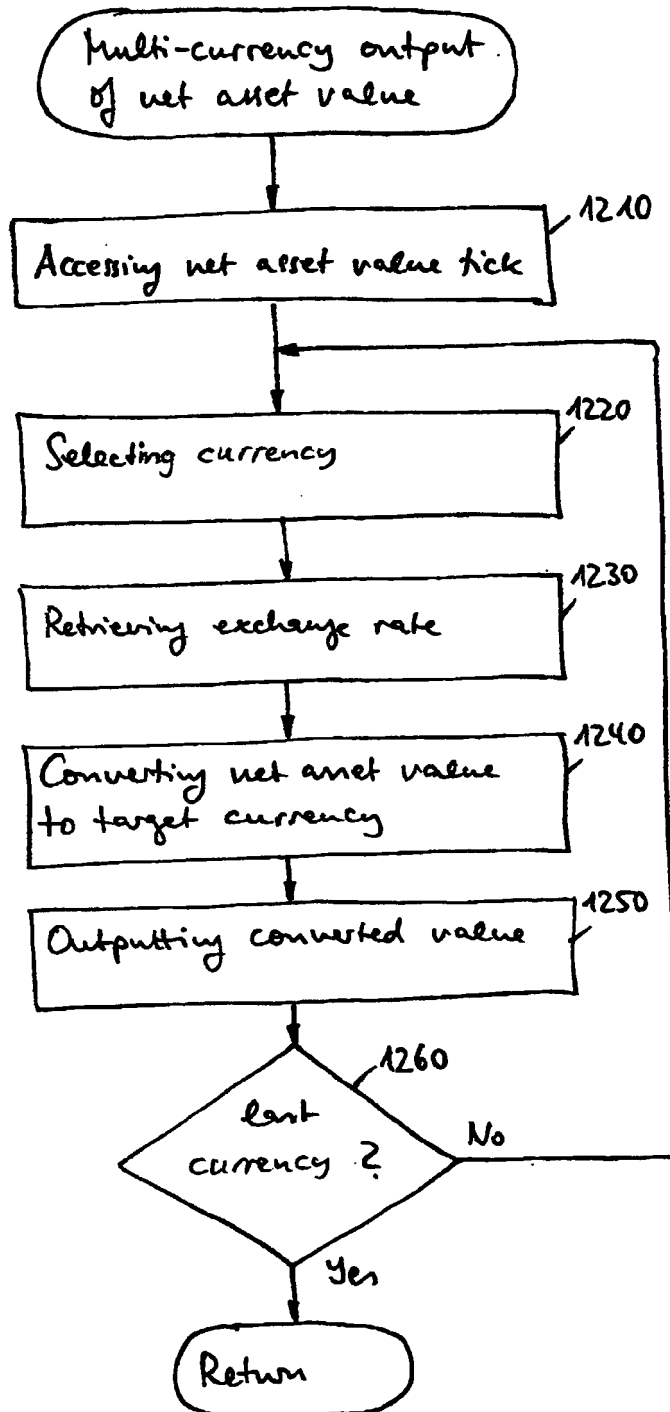 Multi-currency output
of net asset value
1210
Accessing net asset value tick
1220
Selecting currency
1230
Retrieving exchange rate
1240
Converting net asset value
to target currency
1250
Outputting converted value
1260
last
currency ?
No
Yes
Return